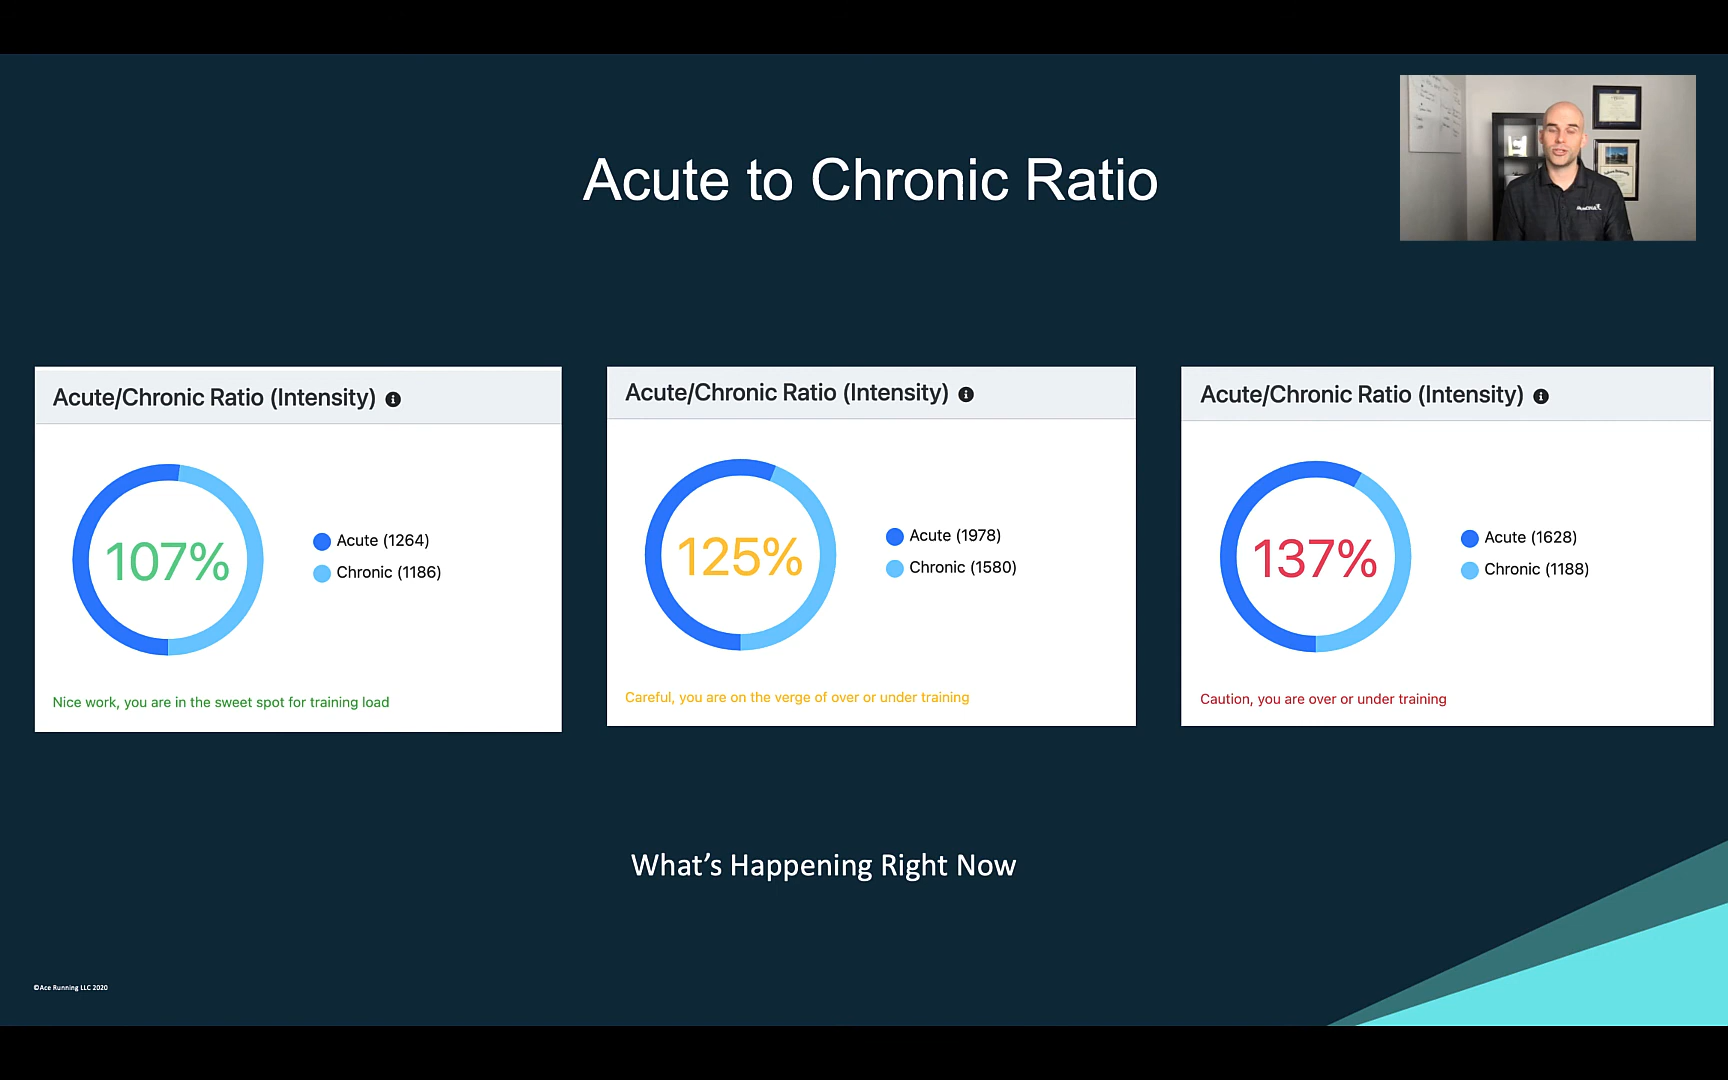 Acute to Chronic Ratio
Acute/Chronic Ratio (Intensity)
107%
Acute (1264)
Chronic (1186)
Nice work, you are in the sweet spot for training load
Acute/Chronic Ratio (Intensity)
125%
Acute (1978)
Chronic (1580)
Careful, you are on the verge of over or under training
Acute/Chronic Ratio (Intensity)
137%
Acute (1628)
Chronic (1188)
Caution, you are over or under training
What’s Happening Right Now
©Ace Running LLC 2020